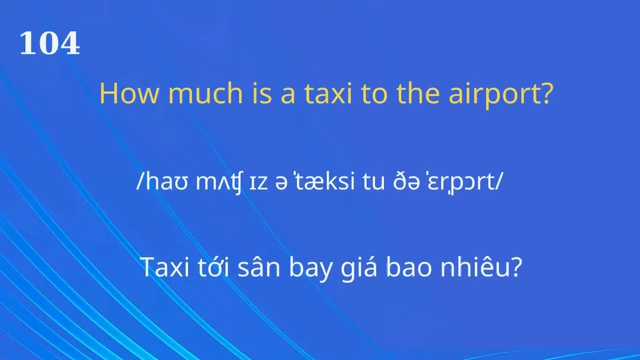 104
How much is a taxi to the airport?
/haʊ mʌʧ ɪz ə ˈtæksi tu ðə ˈɛrˌpɔrt/
Taxi tới sân bay giá bao nhiêu?